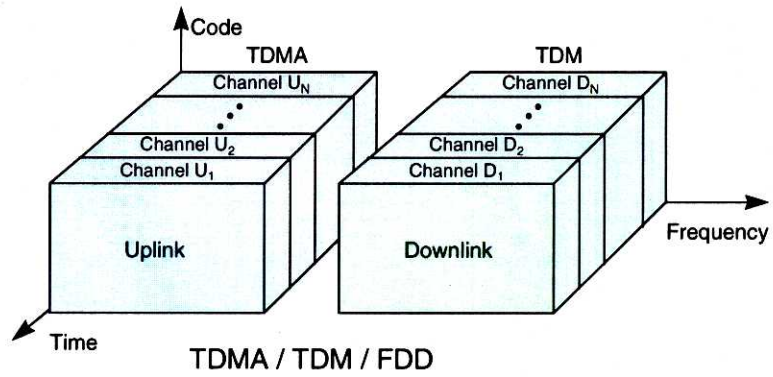 Code
TDMA
TDM
Channel U_N
Channel D_N
Channel U_2
Channel D_2
Channel U_1
Channel D_1
Uplink
Downlink
Frequency
Time
TDMA / TDM / FDD